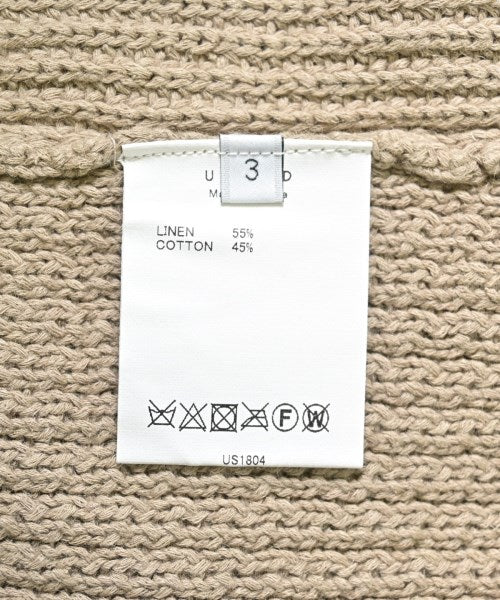 3
LINEN 55%
COTTON 45%
F W
US1804